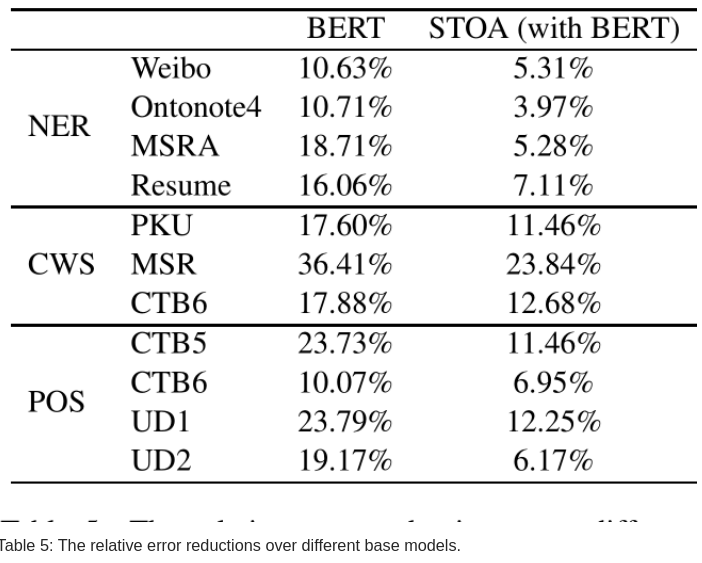 BERT STOA (with BERT)
NER
Weibo 10.63% 5.31%
Ontonote4 10.71% 3.97%
MSRA 18.71% 5.28%
Resume 16.06% 7.11%
CWS
PKU 17.60% 11.46%
MSR 36.41% 23.84%
CTB6 17.88% 12.68%
POS
CTB5 23.73% 11.46%
CTB6 10.07% 6.95%
UD1 23.79% 12.25%
UD2 19.17% 6.17%
Table 5: The relative error reductions over different base models.